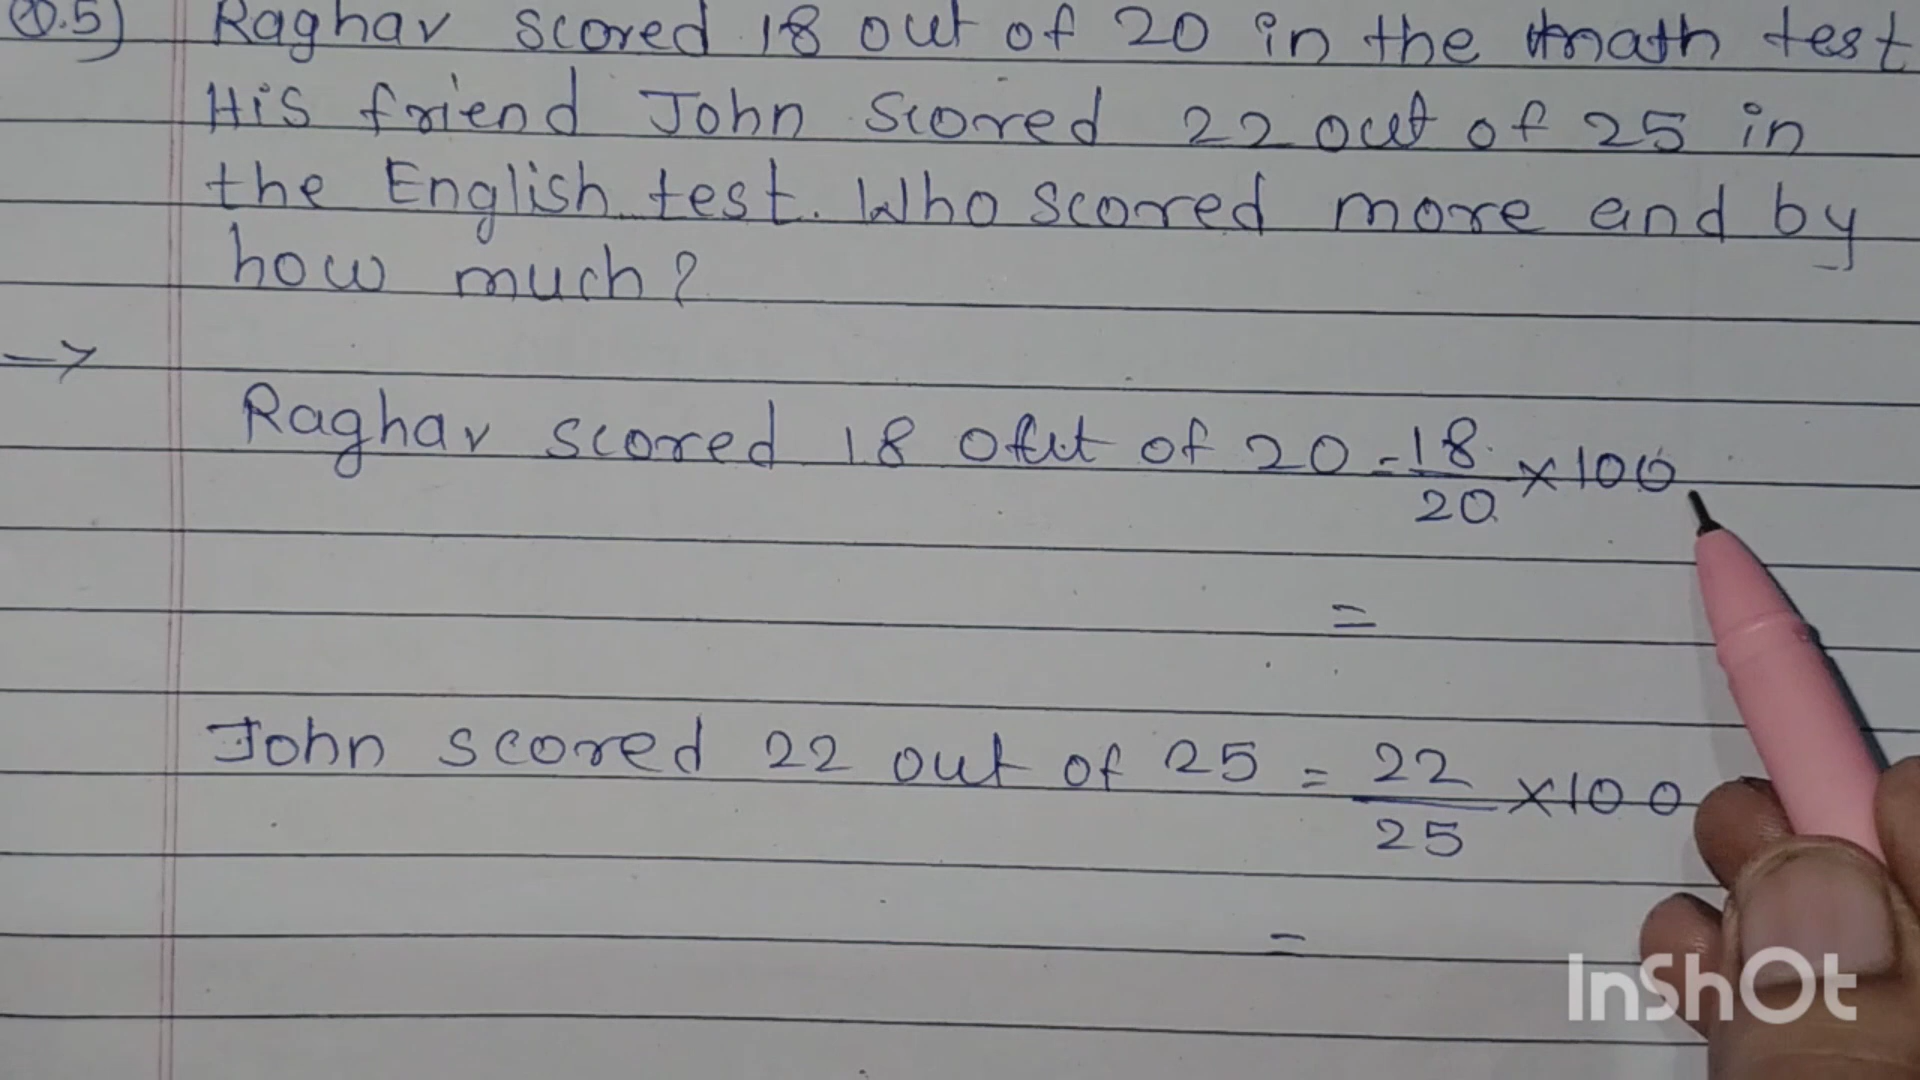 Q.5) Raghav scored 18 out of 20 in the math test
His friend John scored 22 out of 25 in
the English test. Who scored more and by
how much?
->
Raghav scored 18 out of 20 = 18/20 × 100
=
John scored 22 out of 25 = 22/25 × 100
=
InShOt